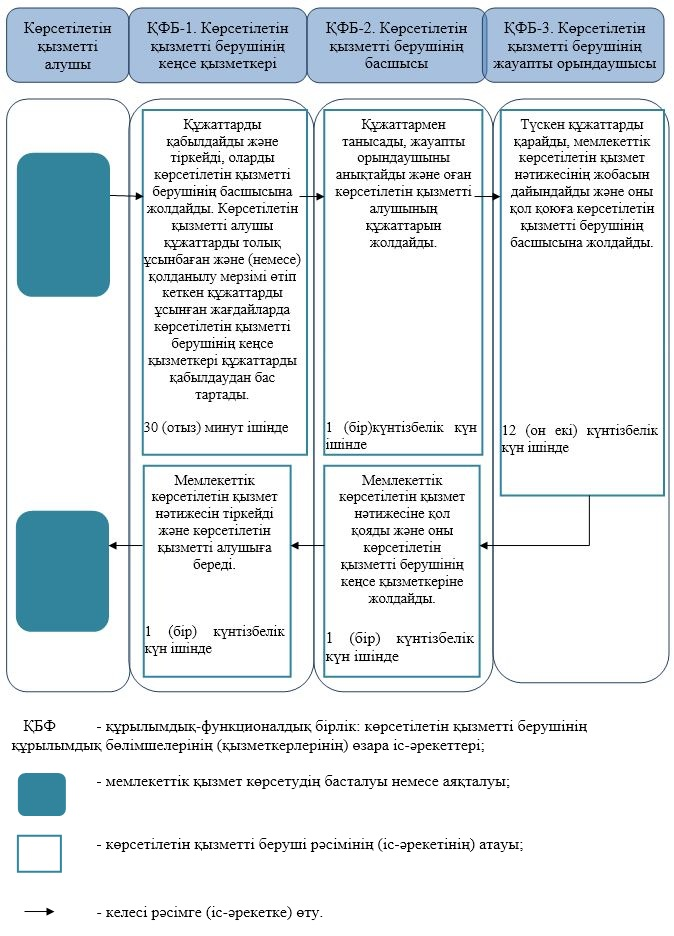 Көрсетілетін
қызметті
алушы
ҚФБ-1. Көрсетілетін
қызметті берушінің
кеңсе қызметкері
ҚФБ-2. Көрсетілетін
қызметті берушінің
басшысы
ҚФБ-3. Көрсетілетін
қызметті берушінің
жауапты орындаушысы
Құжаттарды
қабылдайды және
тіркейді, оларды
көрсетілетін қызметті
берушінің басшысына
жолдайды. Көрсетілетін
қызметті алушы
құжаттарды толық
ұсынбаған және (немесе)
қолданылу мерзімі өтіп
кеткен құжаттарды
ұсынған жағдайларда
көрсетілетін қызметті
берушінің кеңсе
қызметкері құжаттарды
қабылдаудан бас
тартады.
30 (отыз) минут ішінде
Құжаттармен
танысады, жауапты
орындаушыны
анықтайды және оған
көрсетілетін қызметті
алушының
құжаттарын
жолдайды.
1 (бір)күнтізбелік күн
ішінде
Түскен құжаттарды
қарайды, мемлекеттік
көрсетілетін қызмет
нәтижесінің жобасын
дайындайды және оны
қол қоюға көрсетілетін
қызметті берушінің
басшысына жолдайды.
12 (он екі) күнтізбелік
күн ішінде
Мемлекеттік
көрсетілетін қызмет
нәтижесін тіркейді
және көрсетілетін
қызметті алушыға
береді.
1 (бір) күнтізбелік
күн ішінде
Мемлекеттік
көрсетілетін қызмет
нәтижесіне қол
қояды және оны
көрсетілетін
қызметті берушінің
кеңсе қызметкеріне
жолдайды.
1 (бір) күнтізбелік
күн ішінде
ҚБФ - құрылымдық-функционалдық бірлік: көрсетілетін қызметті берушінің
құрылымдық бөлімшелерінің (қызметкерлерінің) өзара іс-әрекеттері;
- мемлекеттік қызмет көрсетудің басталуы немесе аяқталуы;
- көрсетілетін қызметті беруші рәсімінің (іс-әрекетінің) атауы;
- келесі рәсімге (іс-әрекетке) өту.